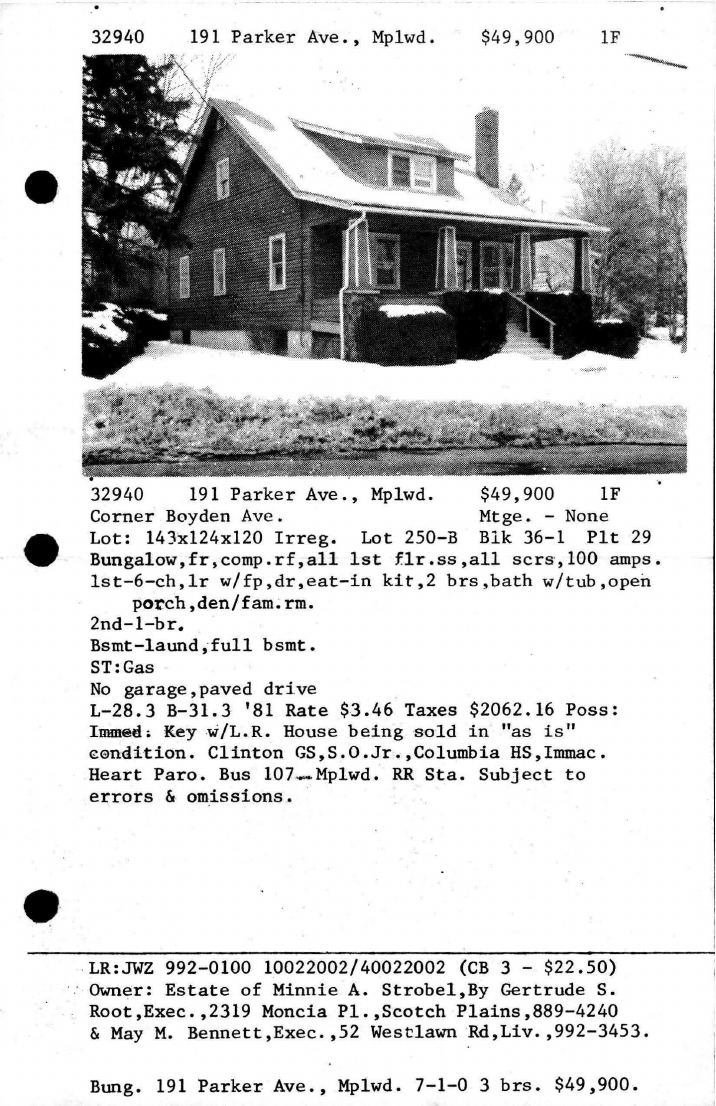 32940 191 Parker Ave., Mplwd. $49,900 1F
32940 191 Parker Ave., Mplwd. $49,900 1F
Corner Boyden Ave. Mtge. - None
Lot: 143x124x120 Irreg. Lot 250-B Blk 36-1 Plt 29
Bungalow,fr,comp.rf,all 1st flr.ss,all scrs,100 amps.
1st-6-ch,lr w/fp,dr,eat-in kit,2 brs,bath w/tub,open
porch,den/fam.rm.
2nd-1-br.
Bsmt-laund,full bsmt.
ST:Gas
No garage,paved drive
L-28.3 B-31.3 '81 Rate $3.46 Taxes $2062.16 Poss:
Immed. Key w/L.R. House being sold in "as is"
condition. Clinton GS,S.O.Jr.,Columbia HS,Immac.
Heart Paro. Bus 107-Mplwd. RR Sta. Subject to
errors & omissions.
LR:JWZ 992-0100 10022002/40022002 (CB 3 - $22.50)
Owner: Estate of Minnie A. Strobel,By Gertrude S.
Root,Exec.,2319 Moncia Pl.,Scotch Plains,889-4240
& May M. Bennett,Exec.,52 Westlawn Rd,Liv.,992-3453.
Bung. 191 Parker Ave., Mplwd. 7-1-0 3 brs. $49,900.